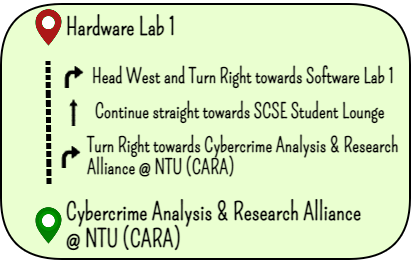 Hardware Lab 1
Head West and Turn Right towards Software Lab 1
Continue straight towards SCSE Student Lounge
Turn Right towards Cybercrime Analysis & Research
Alliance @ NTU (CARA)
Cybercrime Analysis & Research Alliance
@ NTU (CARA)